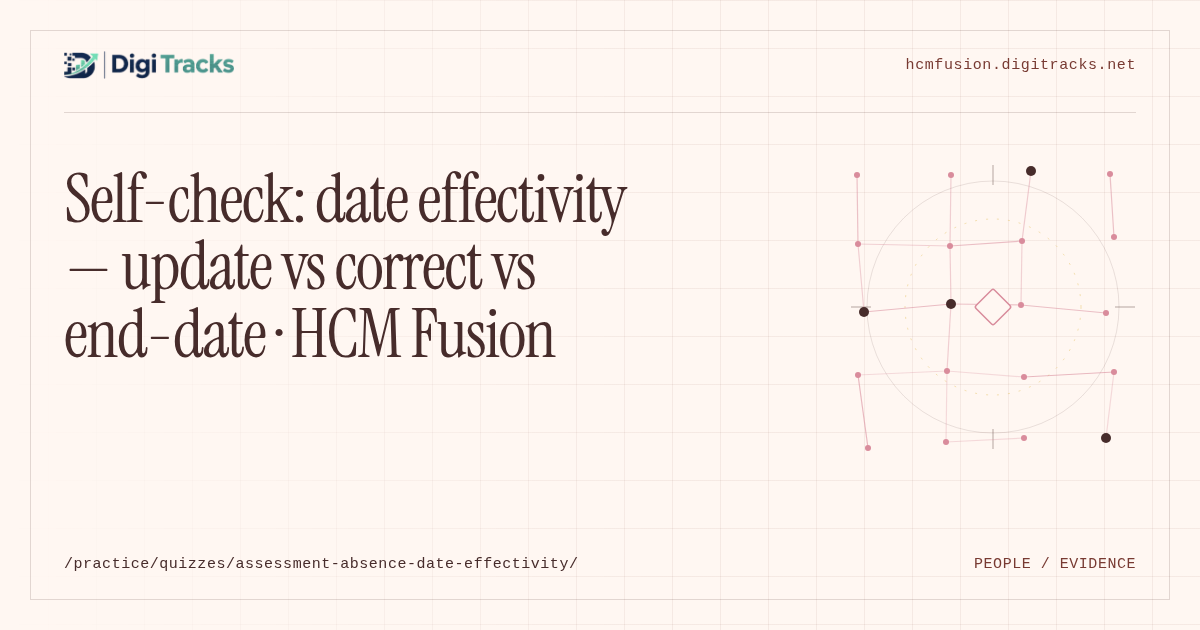 DigiTracks
hcmfusion.digitracks.net
Self-check: date effectivity
— update vs correct vs
end-date · HCM Fusion
/practice/quizzes/assessment-absence-date-effectivity/
PEOPLE / EVIDENCE